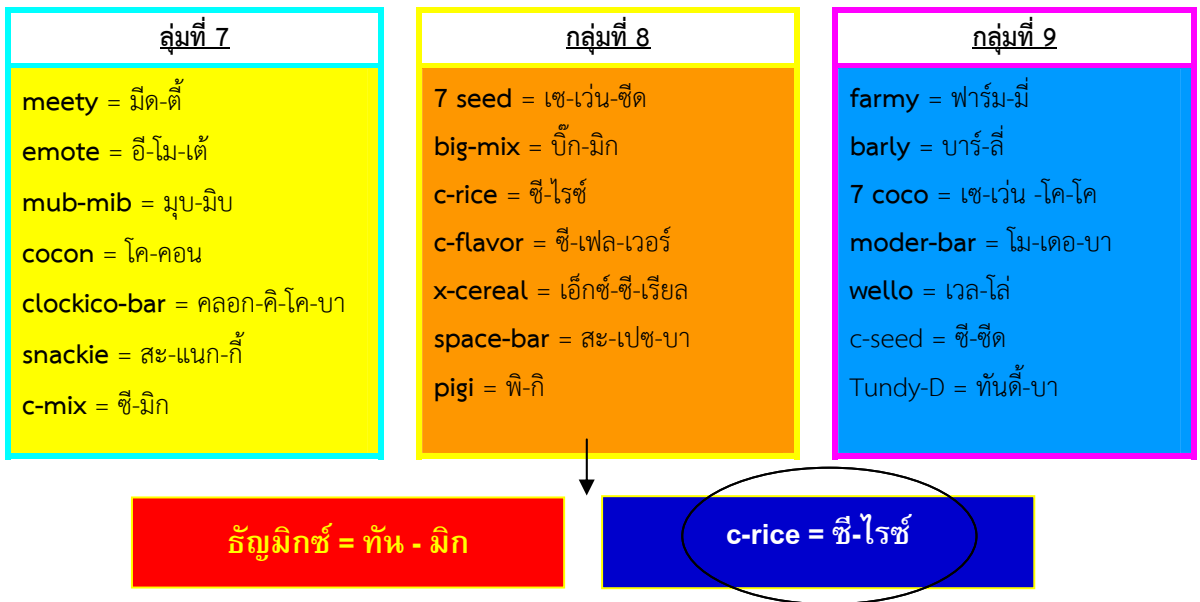 ลุ่มที่ 7
meety = มีด-ตี้
emote = อี-โม-เต้
mub-mib = มุบ-มิบ
cocon = โค-คอน
clockico-bar = คลอก-คิ-โค-บา
snackie = สะ-แนก-กี้
c-mix = ซี-มิก
กลุ่มที่ 8
7 seed = เซ-เว่น-ซีด
big-mix = บิ๊ก-มิก
c-rice = ซี-ไรซ์
c-flavor = ซี-เฟล-เวอร์
x-cereal = เอ็กซ์-ซี-เรียล
space-bar = สะ-เปซ-บา
pigi = พิ-กิ
กลุ่มที่ 9
farmy = ฟาร์ม-มี่
barly = บาร์-ลี่
7 coco = เซ-เว่น -โค-โค
moder-bar = โม-เดอ-บา
wello = เวล-โล่
c-seed = ซี-ซีด
Tundy-D = ทันดี้-บา
ธัญมิกซ์ = ทัน - มิก
c-rice = ซี-ไรซ์